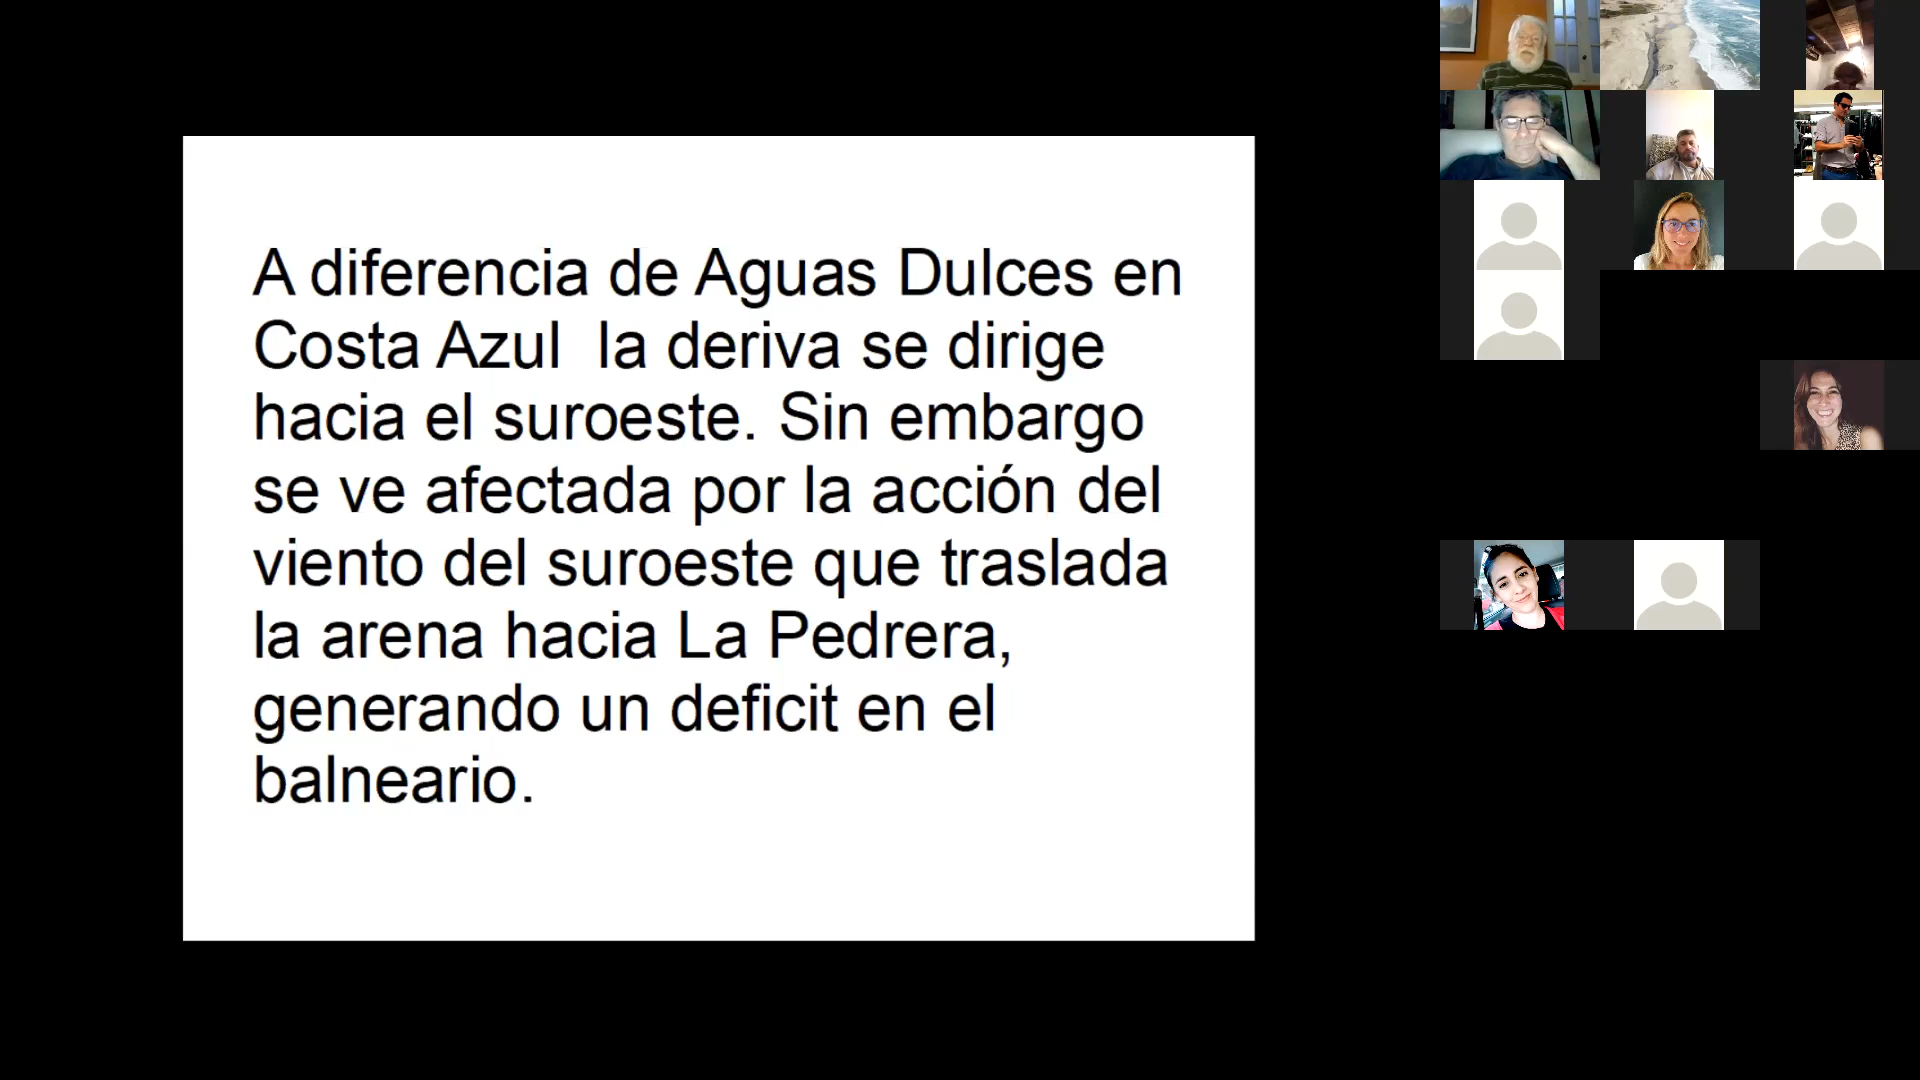 A diferencia de Aguas Dulces en
Costa Azul  la deriva se dirige
hacia el suroeste. Sin embargo
se ve afectada por la acción del
viento del suroeste que traslada
la arena hacia La Pedrera,
generando un deficit en el
balneario.